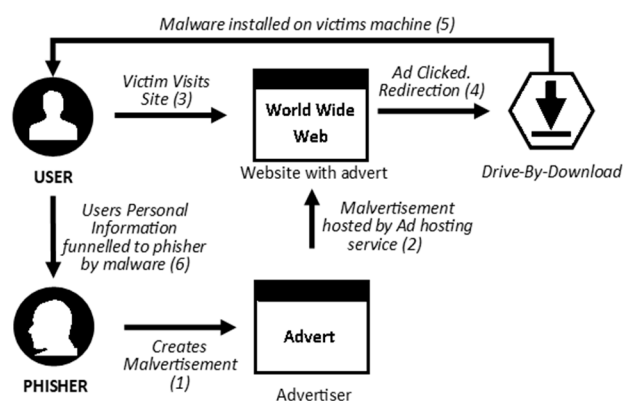 Malware installed on victims machine (5)
Victim Visits
Site (3)
World Wide
Web
Ad Clicked.
Redirection (4)
USER
Website with advert
Drive-By-Download
Users Personal
Information
funnelled to phisher
by malware (6)
Malvertisement
hosted by Ad hosting
service (2)
Advert
Creates
Malvertisement
(1)
PHISHER
Advertiser